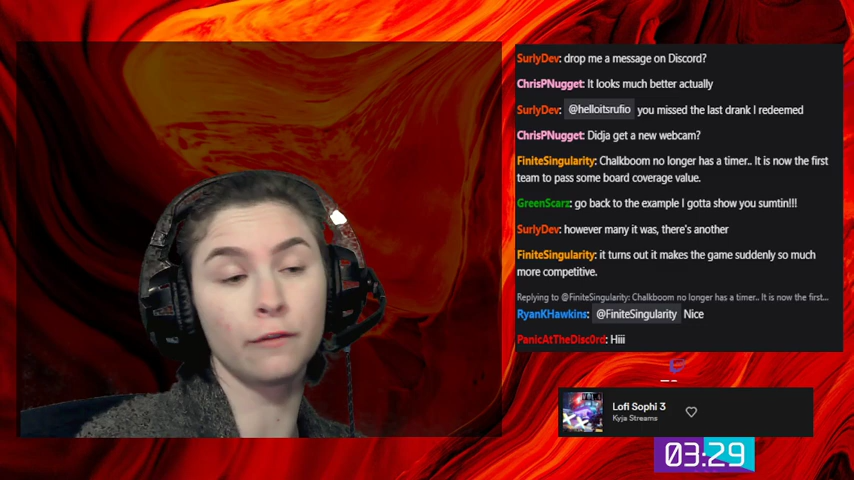 SurlyDev: drop me a message on Discord?
ChrisPNugget: It looks much better actually
SurlyDev: @helloitsrufio you missed the last drank I redeemed
ChrisPNugget: Didja get a new webcam?
FiniteSingularity: Chalkboom no longer has a timer.. It is now the first
team to pass some board coverage value.
GreenScarz: go back to the example I gotta show you sumtin!!!
SurlyDev: however many it was, there's another
FiniteSingularity: it turns out it makes the game suddenly so much
more competitive.
Replying to @FiniteSingularity: Chalkboom no longer has a timer.. It is now the first...
RyanKHawkins: @FiniteSingularity Nice
PanicAtTheDisc0rd: Hiii
Lofi Sophi 3
Kyja Streams
03:29